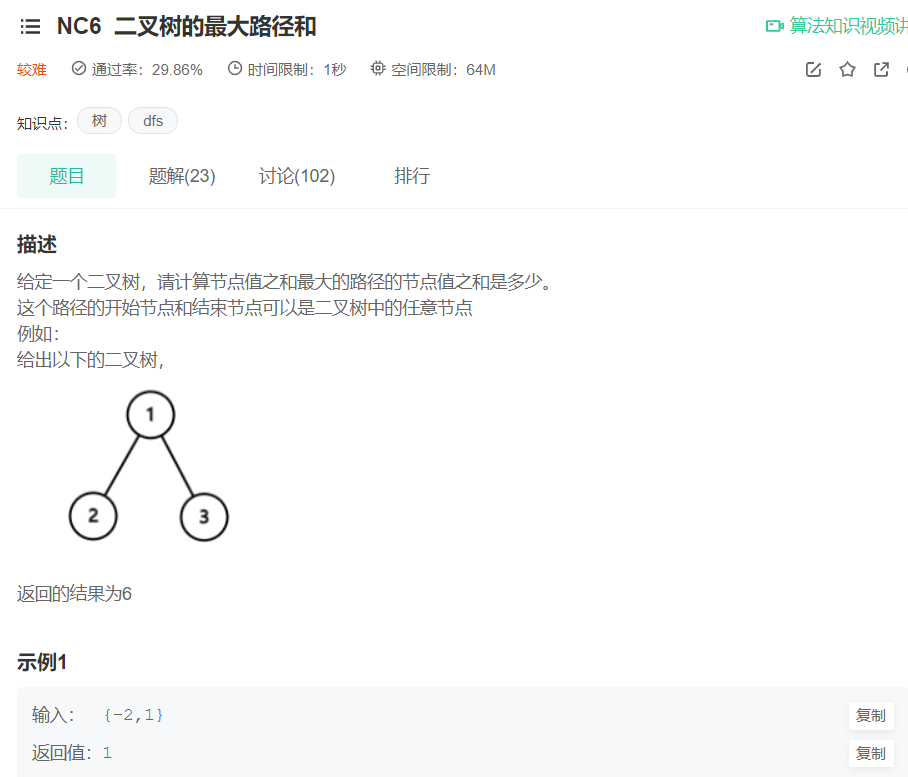 NC6 二叉树的最大路径和
算法知识视频讲
较难 通过率：29.86% 时间限制：1秒 空间限制：64M
知识点： 树 dfs
题目 题解(23) 讨论(102) 排行
描述
给定一个二叉树，请计算节点值之和最大的路径的节点值之和是多少。
这个路径的开始节点和结束节点可以是二叉树中的任意节点
例如：
给出以下的二叉树，
1
2 3
返回的结果为6
示例1
输入： {-2,1} 复制
返回值：1 复制